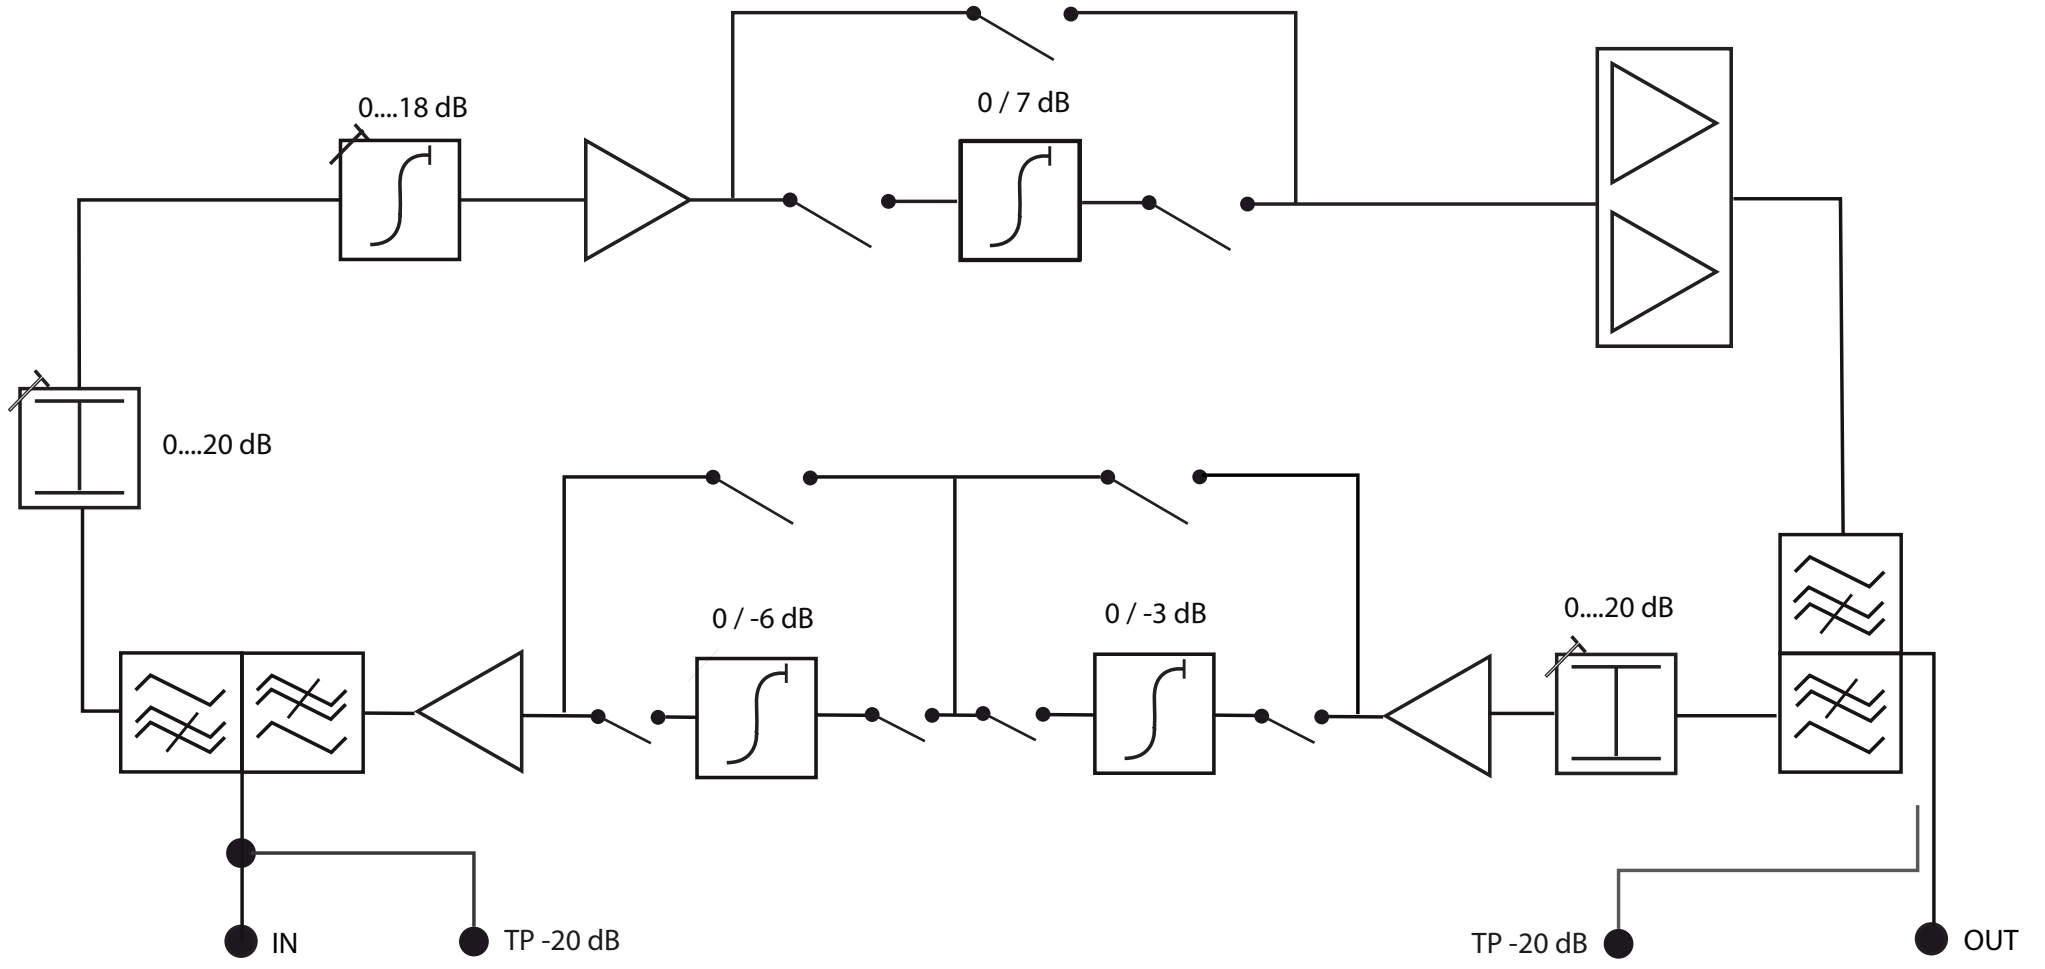 0....18 dB
0 / 7 dB
0....20 dB
0 / -6 dB
0 / -3 dB
0....20 dB
IN
TP -20 dB
TP -20 dB
OUT